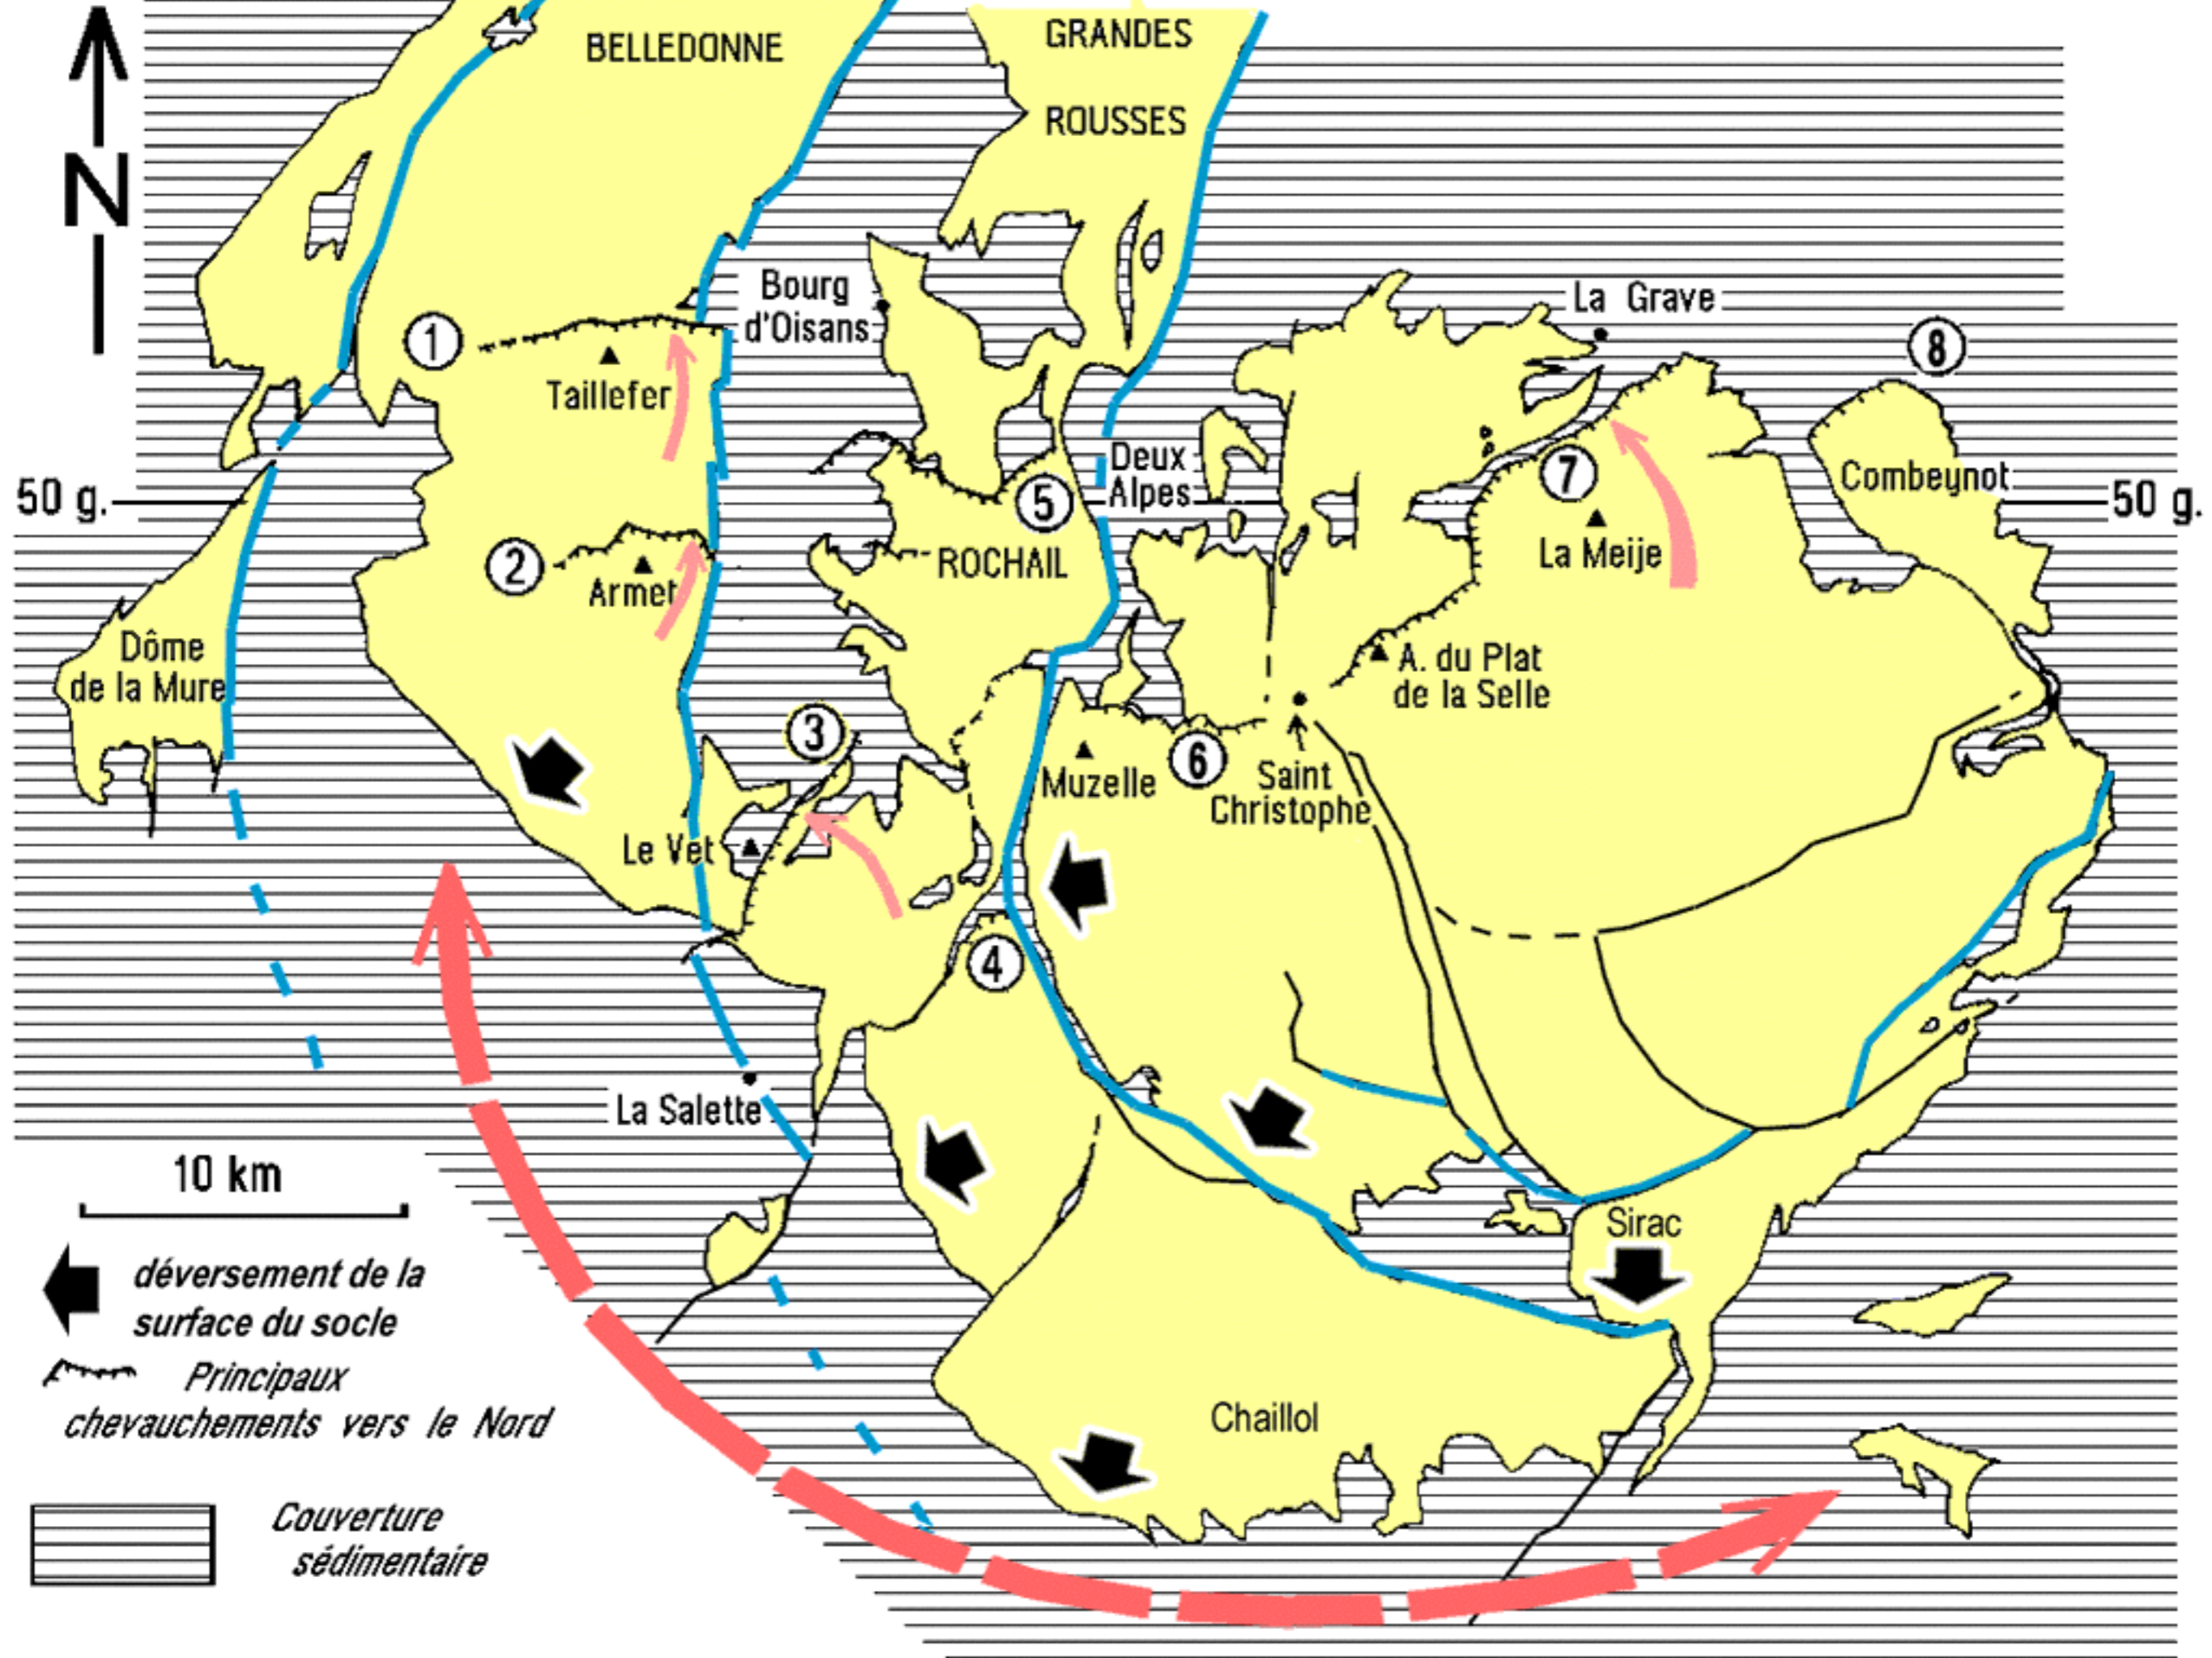 BELLEDONNE
GRANDES
ROUSSES
N
Bourg
d'Oisans
La Grave
1
8
Taillefer
Deux
Alpes
50 g.
5
7
Combeynot
50 g.
2
Armet
ROCHAIL
La Meije
Dôme
de la Mure
A. du Plat
de la Selle
3
Muzelle
6
Saint
Christophe
Le Vet
4
La Salette
10 km
Sirac
déversement de la
surface du socle
Principaux
chevauchements vers le Nord
Chaillol
Couverture
sédimentaire